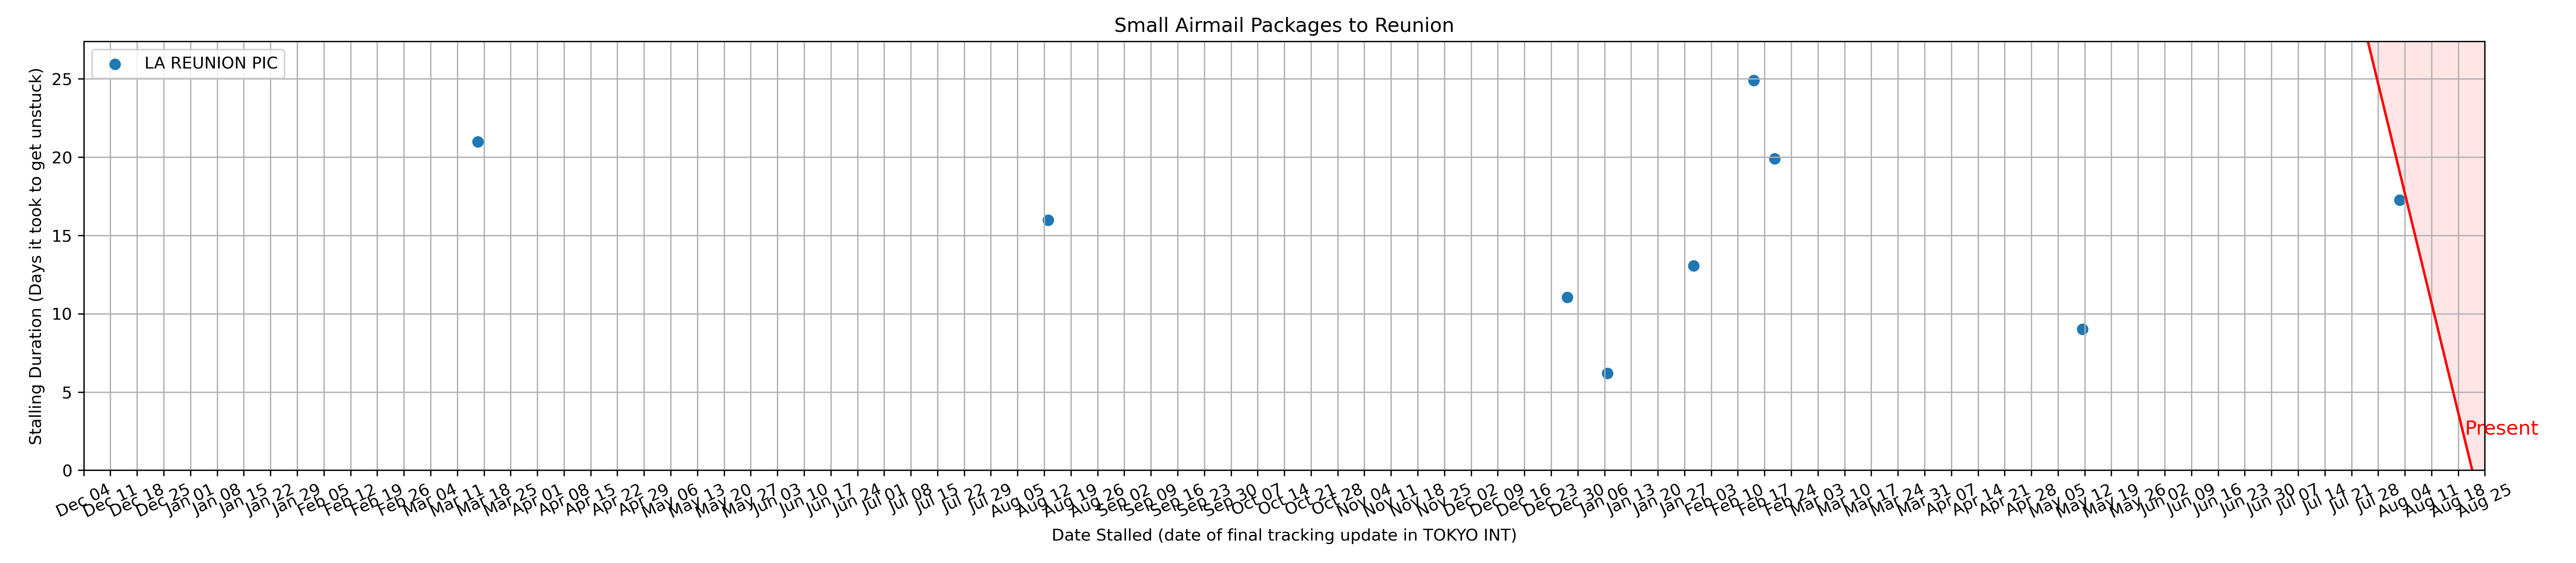 Small Airmail Packages to Reunion
LA REUNION PIC
Stalling Duration (Days it took to get unstuck)
25
20
15
10
5
0
Present
Dec 04 Dec 11 Dec 18 Dec 25 Jan 01 Jan 08 Jan 15 Jan 22 Jan 29 Feb 05 Feb 12 Feb 19 Feb 26 Mar 04 Mar 11 Mar 18 Mar 25 Apr 01 Apr 08 Apr 15 Apr 22 Apr 29 May 06 May 13 May 20 May 27 Jun 03 Jun 10 Jun 17 Jun 24 Jul 01 Jul 08 Jul 15 Jul 22 Jul 29 Aug 05 Aug 12 Aug 19 Aug 26 Sep 02 Sep 09 Sep 16 Sep 23 Sep 30 Oct 07 Oct 14 Oct 21 Oct 28 Nov 04 Nov 11 Nov 18 Nov 25 Dec 02 Dec 09 Dec 16 Dec 23 Dec 30 Jan 06 Jan 13 Jan 20 Jan 27 Feb 03 Feb 10 Feb 17 Feb 24 Mar 03 Mar 10 Mar 17 Mar 24 Mar 31 Apr 07 Apr 14 Apr 21 Apr 28 May 05 May 12 May 19 May 26 Jun 02 Jun 09 Jun 16 Jun 23 Jun 30 Jul 07 Jul 14 Jul 21 Jul 28 Aug 04 Aug 11 Aug 18 Aug 25
Date Stalled (date of final tracking update in TOKYO INT)